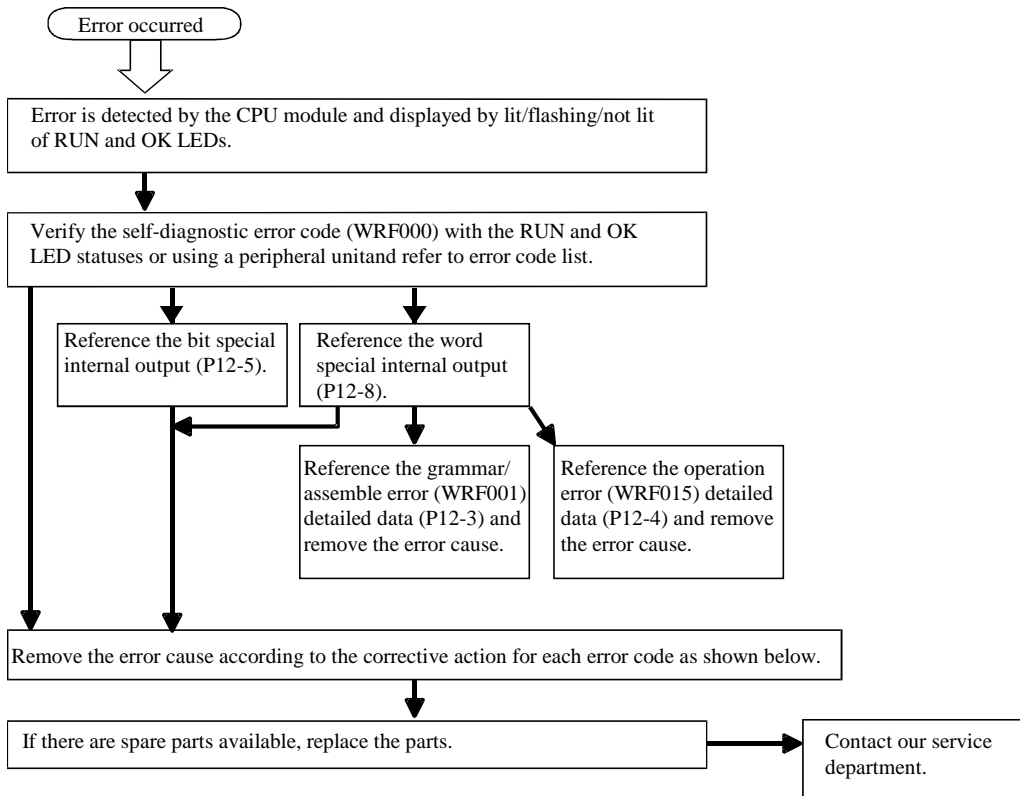 Error occurred
Error is detected by the CPU module and displayed by lit/flashing/not lit
of RUN and OK LEDs.
Verify the self-diagnostic error code (WRF000) with the RUN and OK
LED statuses or using a peripheral unitand refer to error code list.
Reference the bit special
internal output (P12-5).
Reference the word
special internal output
(P12-8).
Reference the grammar/
assemble error (WRF001)
detailed data (P12-3) and
remove the error cause.
Reference the operation
error (WRF015) detailed
data (P12-4) and remove
the error cause.
Remove the error cause according to the corrective action for each error code as shown below.
If there are spare parts available, replace the parts.
Contact our service
department.